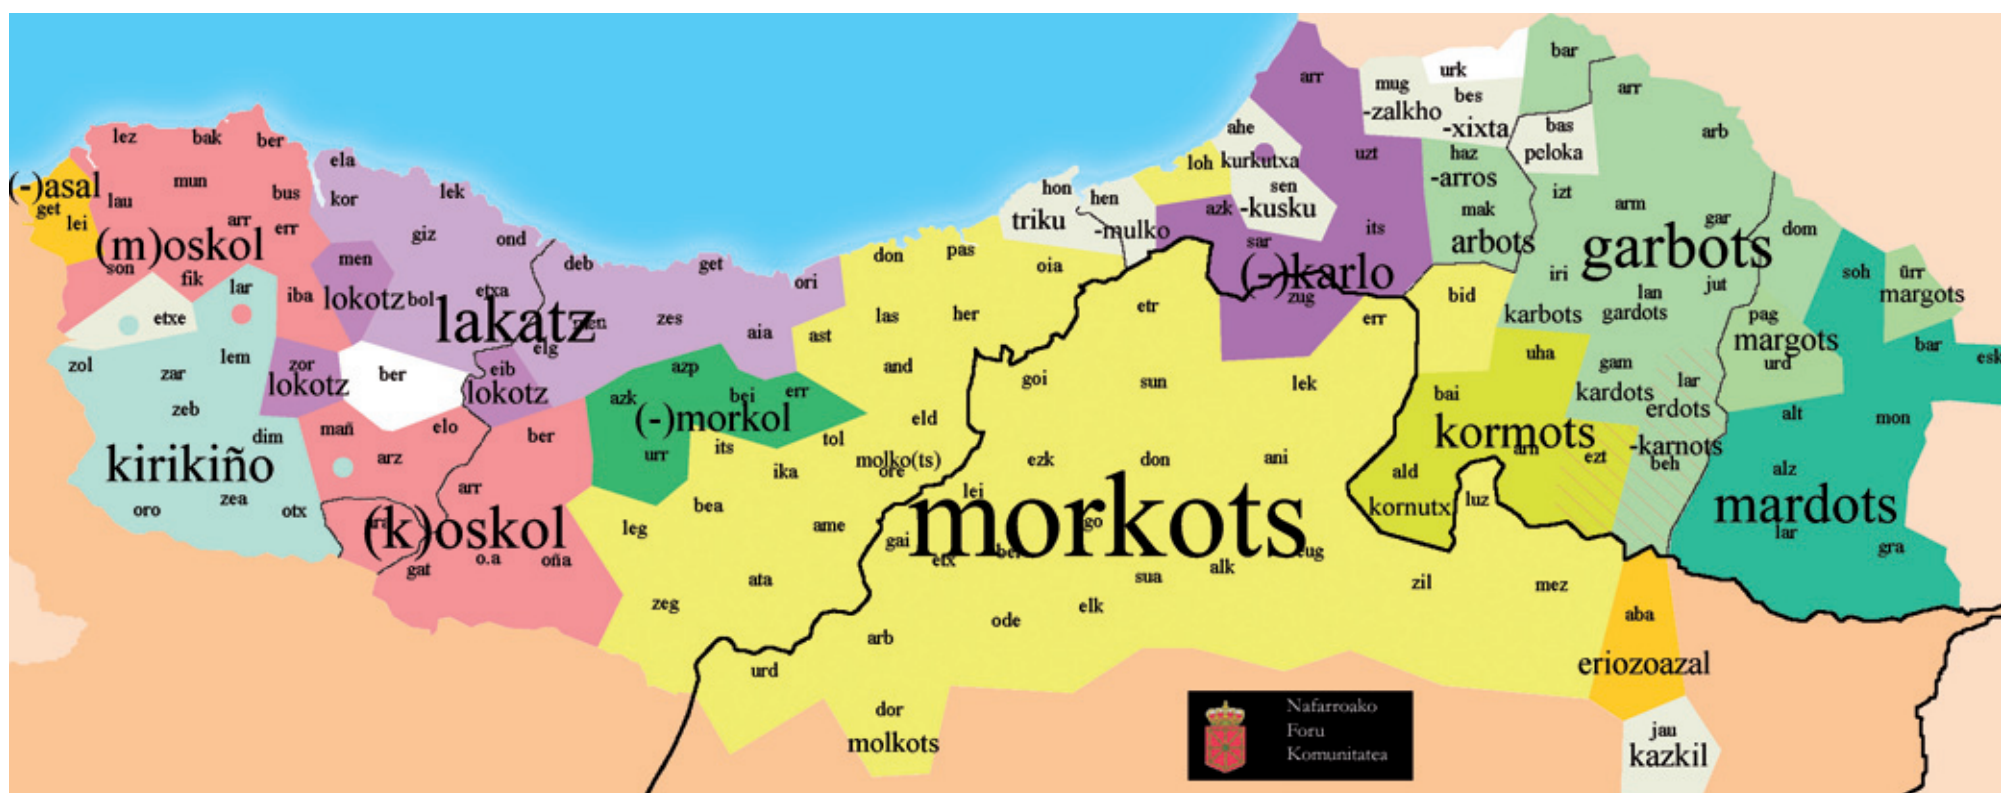 lez
bak
ber
ela
lek
mun
bus
kor
(-)asal
get
lei
lau
arr
err
giz
ond
(m)oskol
son
fik
lar
iba
men
lokotz
bol
etxa
lakatz
deb
get
ori
etxe
zes
aia
elg
zol
zar
lem
zor
lokotz
ber
eib
lokotz
azp
zeb
azk
bei
err
(-)morkol
dim
mañ
elo
ber
kirikiño
arz
urr
its
tol
ika
oro
zea
otx
arr
(k)oskol
gat
o.a
oña
leg
bea
ame
zeg
ata
don
pas
oia
las
her
ast
and
eld
molko(ts)
ore
hon
hen
triku
-mulko
loh
ahe
kurkutxa
sen
-kusku
azk
sar
arr
uzt
its
(-)karlo
zug
err
etr
goi
sun
lek
ezk
don
ani
lei
morkots
gai
etx
sua
alk
elk
ode
arb
urd
dor
molkots
zil
mez
mug
-zalkho
urk
bes
-xixta
bar
bas
peloka
haz
-arros
mak
arbots
arr
arb
izt
arm
gar
garbots
iri
jut
lan
gardots
karbots
bid
uha
bai
kormots
arh
ezt
ald
kornutx
luz
gam
kardots
lar
erdots
-karnots
beh
dom
soh
ürr
margots
pag
margots
urd
bar
esk
alt
mon
alz
mardots
lar
gra
aba
eriozoazal
jau
kazkil
Nafarroako
Foru
Komunitatea